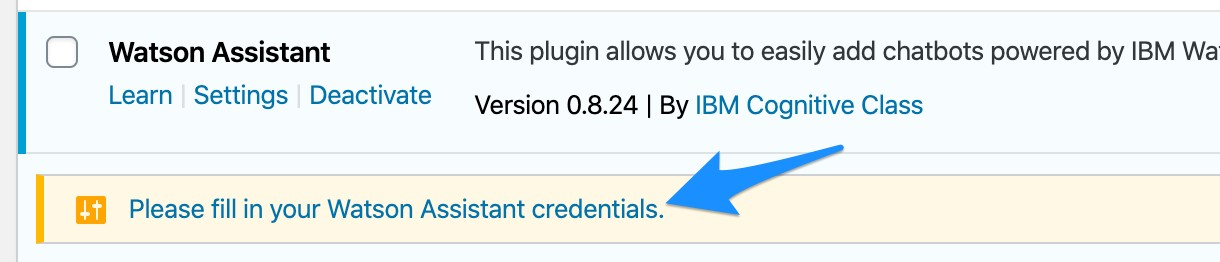 Watson Assistant
This plugin allows you to easily add chatbots powered by IBM
Learn | Settings | Deactivate
Version 0.8.24 | By IBM Cognitive Class
Please fill in your Watson Assistant credentials.